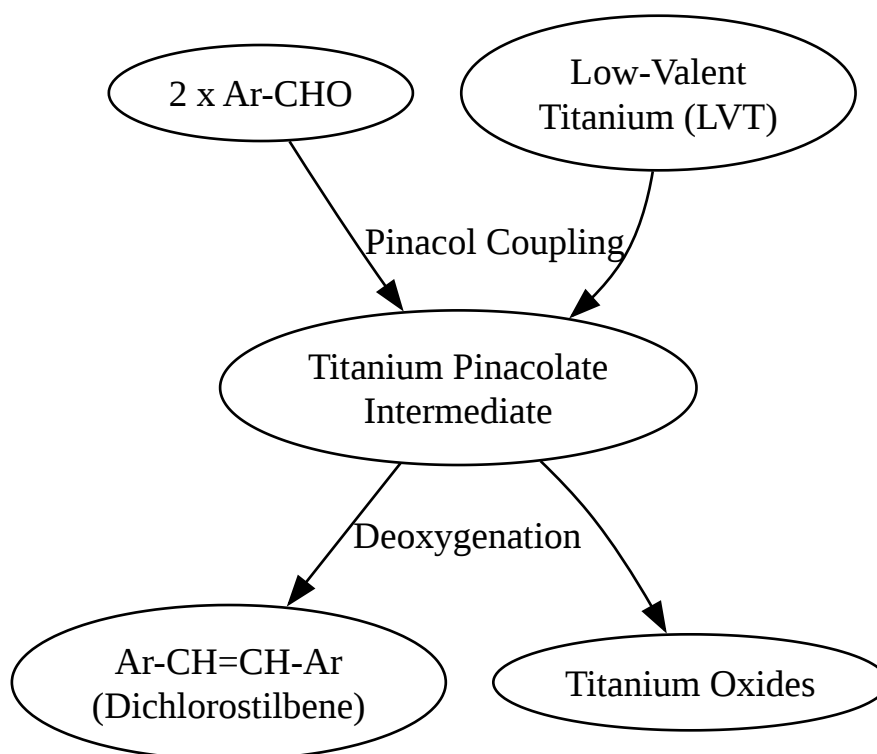 2 x Ar-CHO
Low-Valent
Titanium (LVT)
Pinacol Coupling
Titanium Pinacolate
Intermediate
Deoxygenation
Ar-CH=CH-Ar
(Dichlorostilbene)
Titanium Oxides